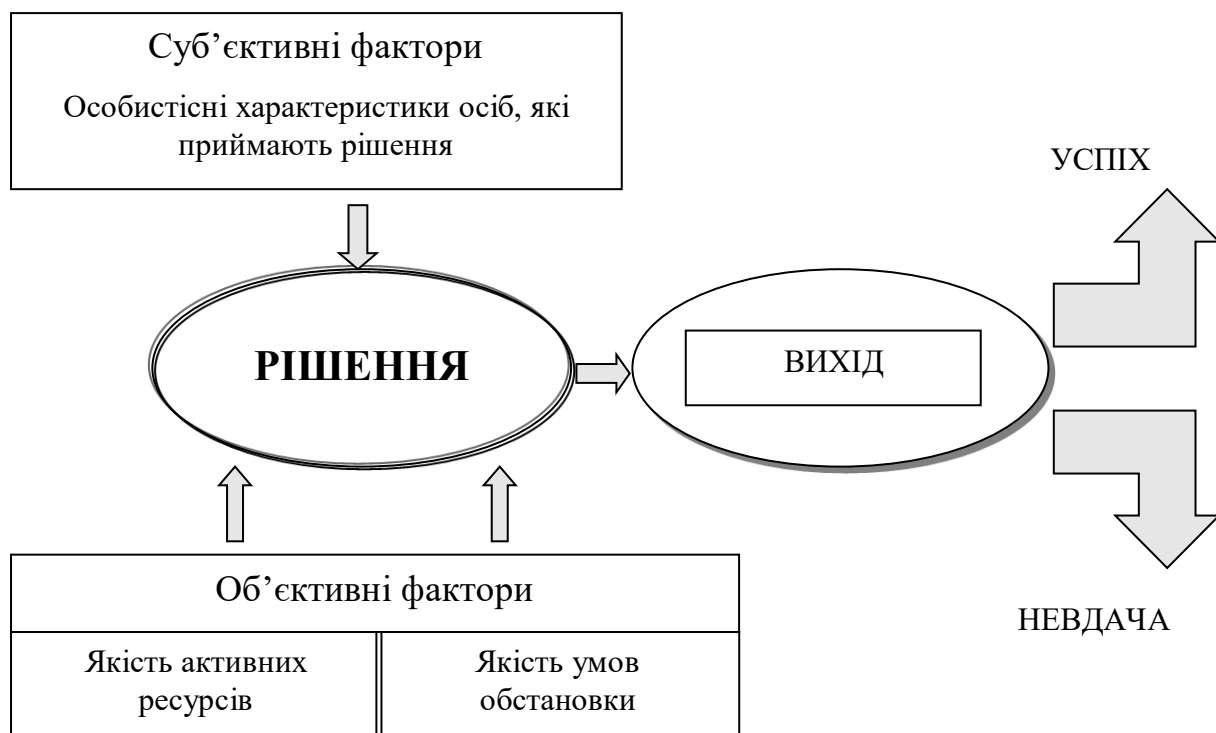 Суб’єктивні фактори
Особистісні характеристики осіб, які
приймають рішення
УСПІХ
РІШЕННЯ
ВИХІД
Об’єктивні фактори
Якість активних
ресурсів
Якість умов
обстановки
НЕВДАЧА